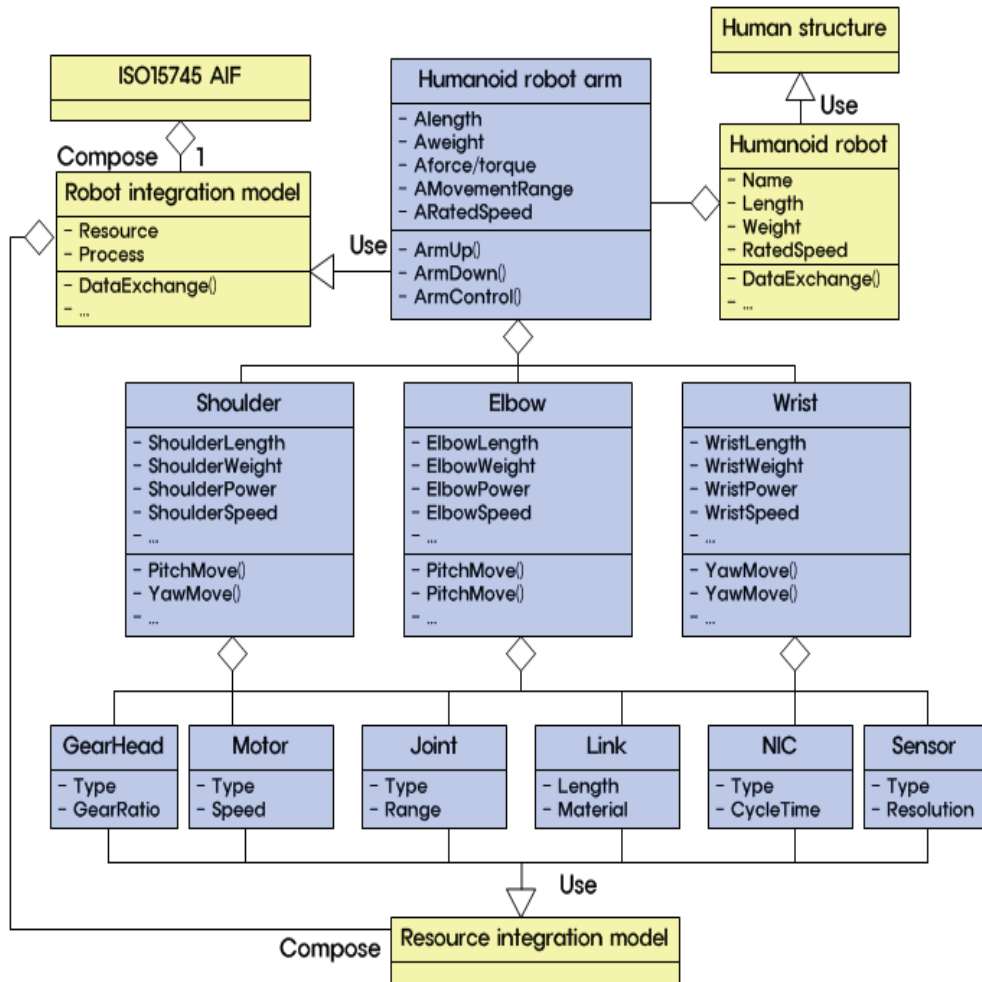 Human structure
Use
ISO15745 AIF
Compose
1
Robot integration model
- Resource
- Process
- DataExchange()
- ...
Use
Humanoid robot arm
- Alength
- Aweight
- Aforce/torque
- AMovementRange
- ARatedSpeed
- ArmUp()
- ArmDown()
- ArmControl()
Humanoid robot
- Name
- Length
- Weight
- RatedSpeed
- DataExchange()
- ...
Shoulder
- ShoulderLength
- ShoulderWeight
- ShoulderPower
- ShoulderSpeed
- ...
- PitchMove()
- YawMove()
- ...
Elbow
- ElbowLength
- ElbowWeight
- ElbowPower
- ElbowSpeed
- ...
- PitchMove()
- PitchMove()
- ...
Wrist
- WristLength
- WristWeight
- WristPower
- WristSpeed
- ...
- YawMove()
- YawMove()
- ...
GearHead
- Type
- GearRatio
Motor
- Type
- Speed
Joint
- Type
- Range
Link
- Length
- Material
NIC
- Type
- CycleTime
Sensor
- Type
- Resolution
Use
Compose
Resource integration model